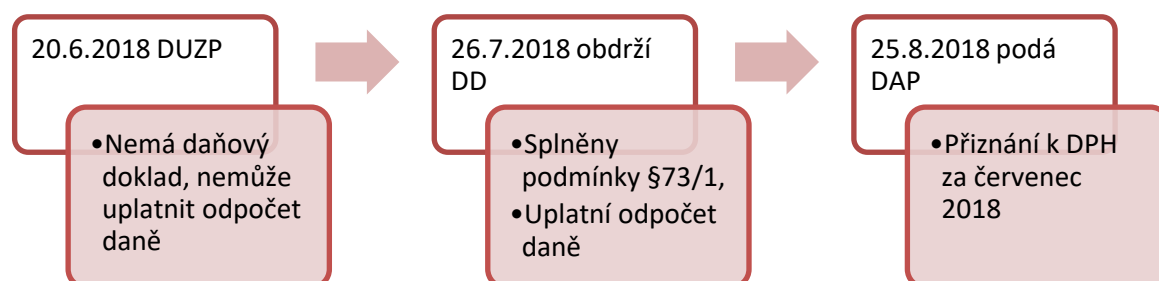 20.6.2018 DUZP
•Nemá daňový
doklad, nemůže
uplatnit odpočet
daně
26.7.2018 obdrží
DD
•Splněny
podmínky §73/1,
•Uplatní odpočet
daně
25.8.2018 podá
DAP
•Přiznání k DPH
za červenec
2018